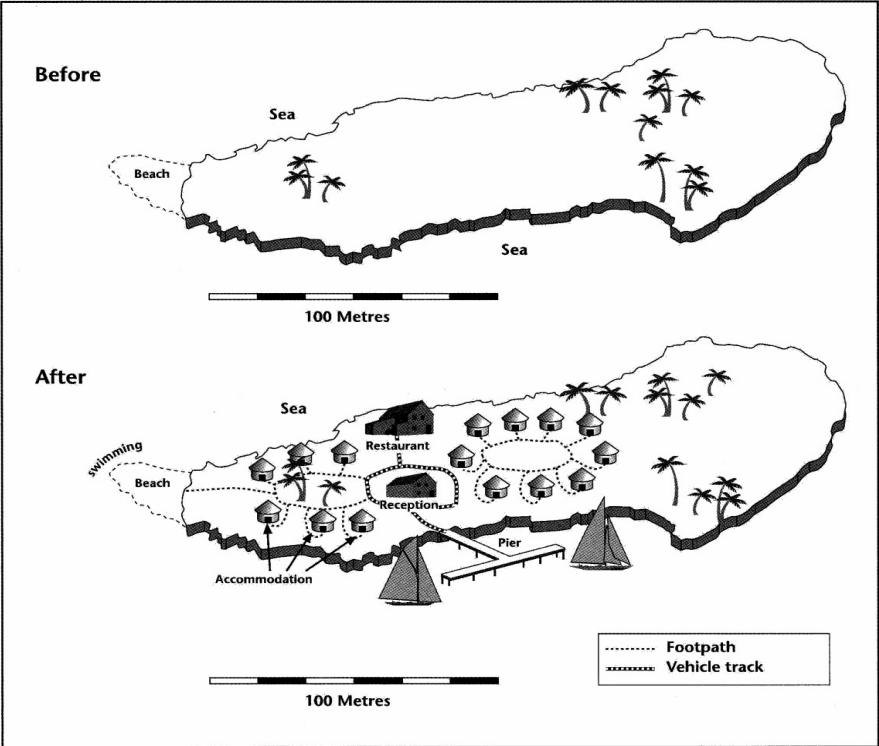 Before
Sea
Beach
Sea
100 Metres
After
Sea
swimming
Restaurant
Beach
Reception
Pier
Accommodation
Footpath
Vehicle track
100 Metres